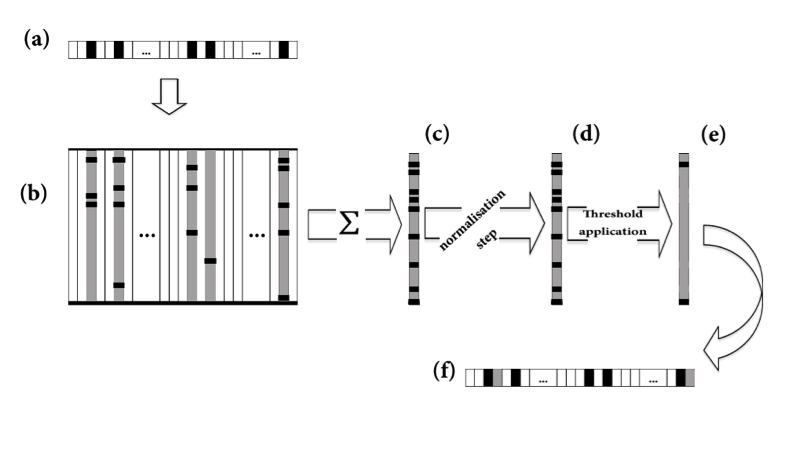 (a)
...
...
(b)
...
...
Σ
(c)
normalisation
step
(d)
Threshold
application
(e)
(f)
...
...